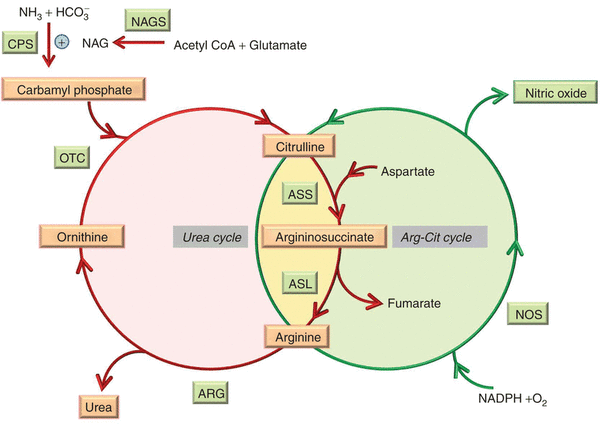 NH₃ + HCO₃⁻
NAGS
CPS
+
NAG
Acetyl CoA + Glutamate
Carbamyl phosphate
Nitric oxide
Citrulline
OTC
Aspartate
ASS
Ornithine
Urea cycle
Argininosuccinate
Arg-Cit cycle
ASL
Fumarate
NOS
Arginine
ARG
Urea
NADPH +O₂